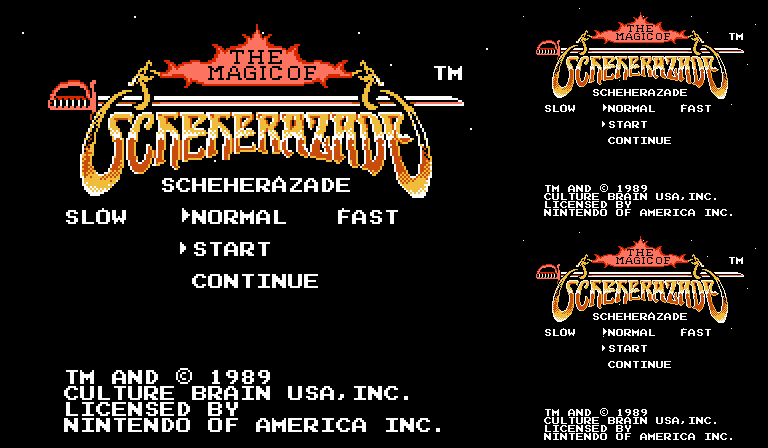 THE
MAGIC OF
TM
SCHEHERAZADE
SCHEHERAZADE
SLOW NORMAL FAST
START
CONTINUE
TM AND © 1989
CULTURE BRAIN USA, INC.
LICENSED BY
NINTENDO OF AMERICA INC.
THE
MAGIC OF
TM
SCHEHERAZADE
SCHEHERAZADE
SLOW NORMAL FAST
START
CONTINUE
TM AND © 1989
CULTURE BRAIN USA, INC.
LICENSED BY
NINTENDO OF AMERICA INC.
THE
MAGIC OF
TM
SCHEHERAZADE
SCHEHERAZADE
SLOW NORMAL FAST
START
CONTINUE
TM AND © 1989
CULTURE BRAIN USA, INC.
LICENSED BY
NINTENDO OF AMERICA INC.